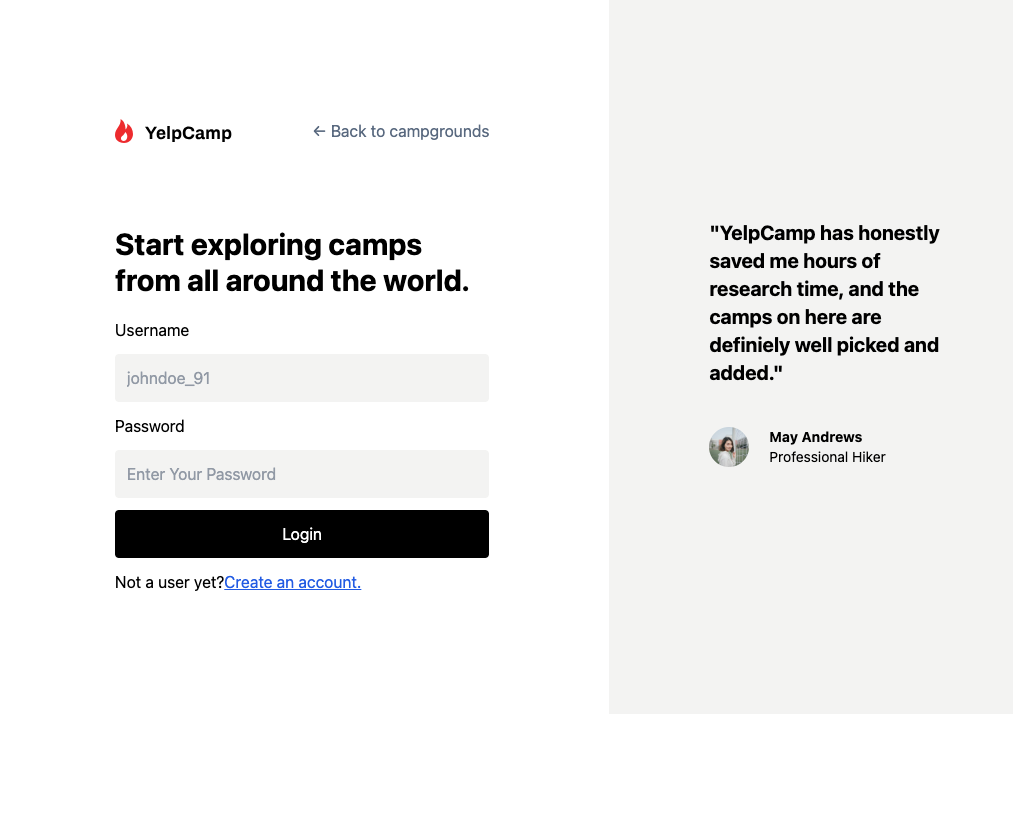 YelpCamp
← Back to campgrounds
Start exploring camps
from all around the world.
Username
johndoe_91
Password
Enter Your Password
Login
Not a user yet?Create an account.
"YelpCamp has honestly
saved me hours of
research time, and the
camps on here are
definiely well picked and
added."
May Andrews
Professional Hiker